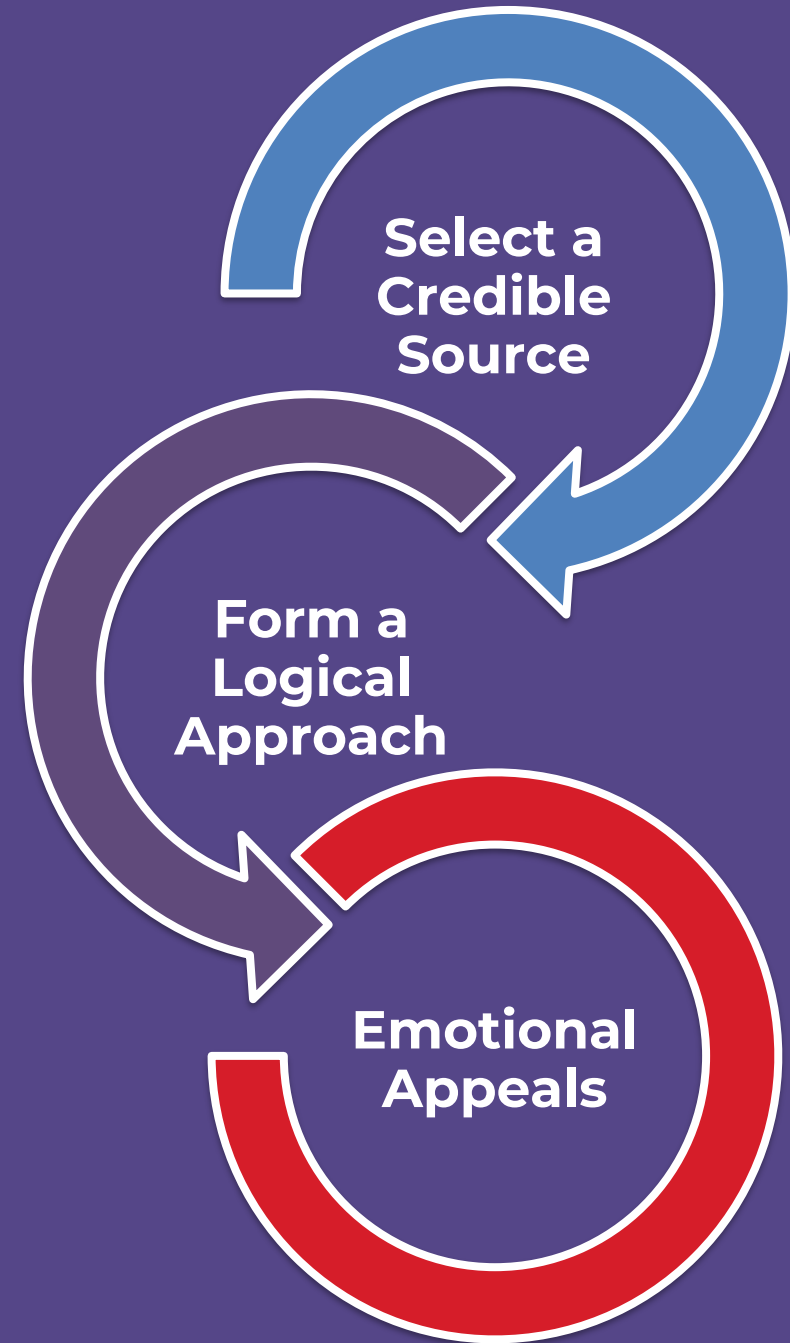 Select a
Credible
Source
Form a
Logical
Approach
Emotional
Appeals